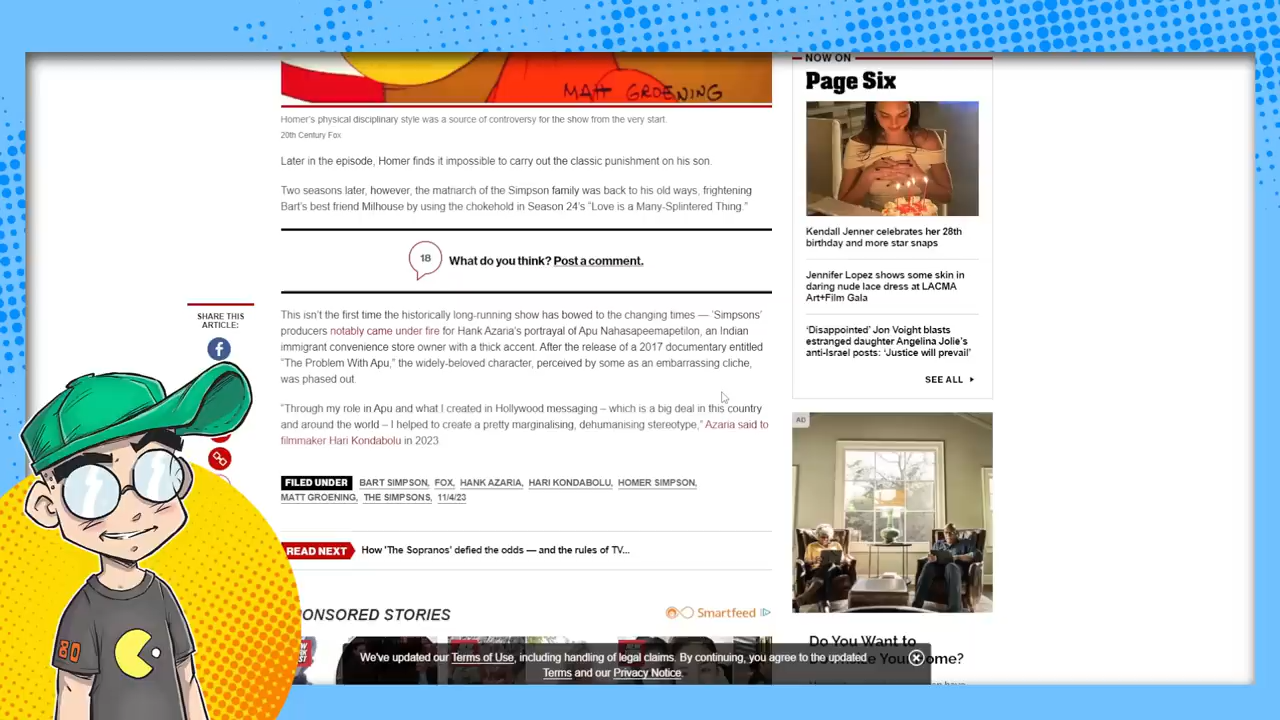 MATT GROENING
Homer's physical disciplinary style was a source of controversy for the show from the very start.
20th Century Fox
Later in the episode, Homer finds it impossible to carry out the classic punishment on his son.
Two seasons later, however, the matriarch of the Simpson family was back to his old ways, frightening
Bart's best friend Milhouse by using the chokehold in Season 24's "Love is a Many-Splintered Thing."
18
What do you think? Post a comment.
SHARE THIS
ARTICLE:
This isn't the first time the historically long-running show has bowed to the changing times — 'Simpsons'
producers notably came under fire for Hank Azaria's portrayal of Apu Nahasapeemapetilon, an Indian
immigrant convenience store owner with a thick accent. After the release of a 2017 documentary entitled
"The Problem With Apu," the widely-beloved character, perceived by some as an embarrassing cliche,
was phased out.
"Through my role in Apu and what I created in Hollywood messaging – which is a big deal in this country
and around the world – I helped to create a pretty marginalising, dehumanising stereotype," Azaria said to
filmmaker Hari Kondabolu in 2023
FILED UNDER BART SIMPSON, FOX, HANK AZARIA, HARI KONDABOLU, HOMER SIMPSON,
MATT GROENING, THE SIMPSONS, 11/4/23
READ NEXT How 'The Sopranos' defied the odds — and the rules of TV...
PONSORED STORIES
Smartfeed
NOW ON
Page Six
Kendall Jenner celebrates her 28th
birthday and more star snaps
Jennifer Lopez shows some skin in
daring nude lace dress at LACMA
Art+Film Gala
'Disappointed' Jon Voight blasts
estranged daughter Angelina Jolie's
anti-Israel posts: 'Justice will prevail'
SEE ALL
AD
Do You Want to
ome?
We've updated our Terms of Use, including handling of legal claims. By continuing, you agree to the updated
Terms and our Privacy Notice.
80